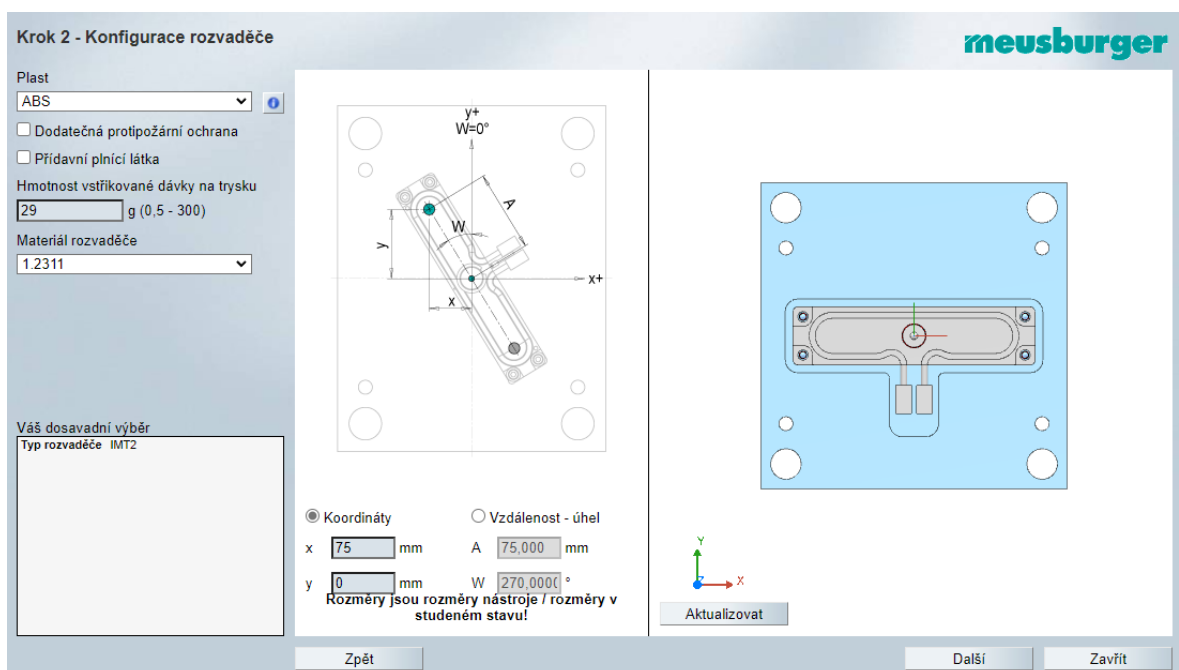 Krok 2 - Konfigurace rozvaděče
meusburger
Plast
ABS
Dodatečná protipožární ochrana
Přídavní plnící látka
Hmotnost vstřikované dávky na trysku
29 g (0,5 - 300)
Materiál rozvaděče
1.2311
Váš dosavadní výběr
Typ rozvaděče IMT2
y+
W=0°
A
W
y
x
x+
Koordináty
Vzdálenost - úhel
x 75 mm A 75,000 mm
y 0 mm W 270,000( °
Rozměry jsou rozměry nástroje / rozměry v
studeném stavu!
Y
Z
X
Aktualizovat
Zpět
Další
Zavřít